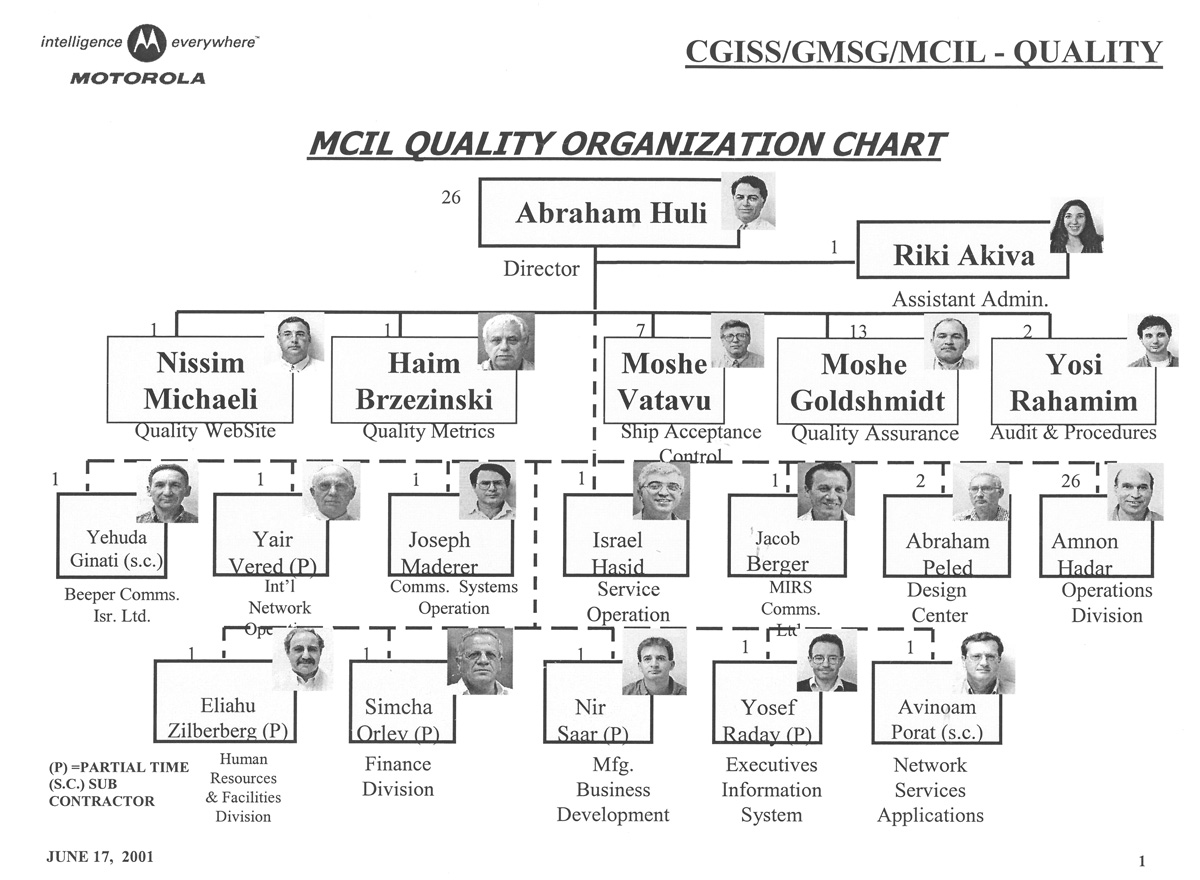 intelligence everywhere™
MOTOROLA
CGISS/GMSG/MCIL - QUALITY
MCIL QUALITY ORGANIZATION CHART
26
Abraham Huli
Director
1
Riki Akiva
Assistant Admin.
1
Nissim
Michaeli
Quality WebSite
1
Haim
Brzezinski
Quality Metrics
7
Moshe
Vatavu
Ship Acceptance
Control
13
Moshe
Goldshmidt
Quality Assurance
2
Yosi
Rahamim
Audit & Procedures
1
Yehuda
Ginati (s.c.)
Beeper Comms.
Isr. Ltd.
1
Yair
Vered (P)
Int'l
Network
1
Joseph
Maderer
Comms. Systems
Operation
1
Israel
Hasid
Service
Operation
1
Jacob
Berger
MIRS
Comms.
Ltd
2
Abraham
Peled
Design
Center
26
Amnon
Hadar
Operations
Division
1
Eliahu
Zilberberg (P)
Human
Resources
& Facilities
Division
1
Simcha
Orlev (P)
Finance
Division
1
Nir
Saar (P)
Mfg.
Business
Development
1
Yosef
Raday (P)
Executives
Information
System
1
Avinoam
Porat (s.c.)
Network
Services
Applications
(P) =PARTIAL TIME
(S.C.) SUB
CONTRACTOR
JUNE 17, 2001
1